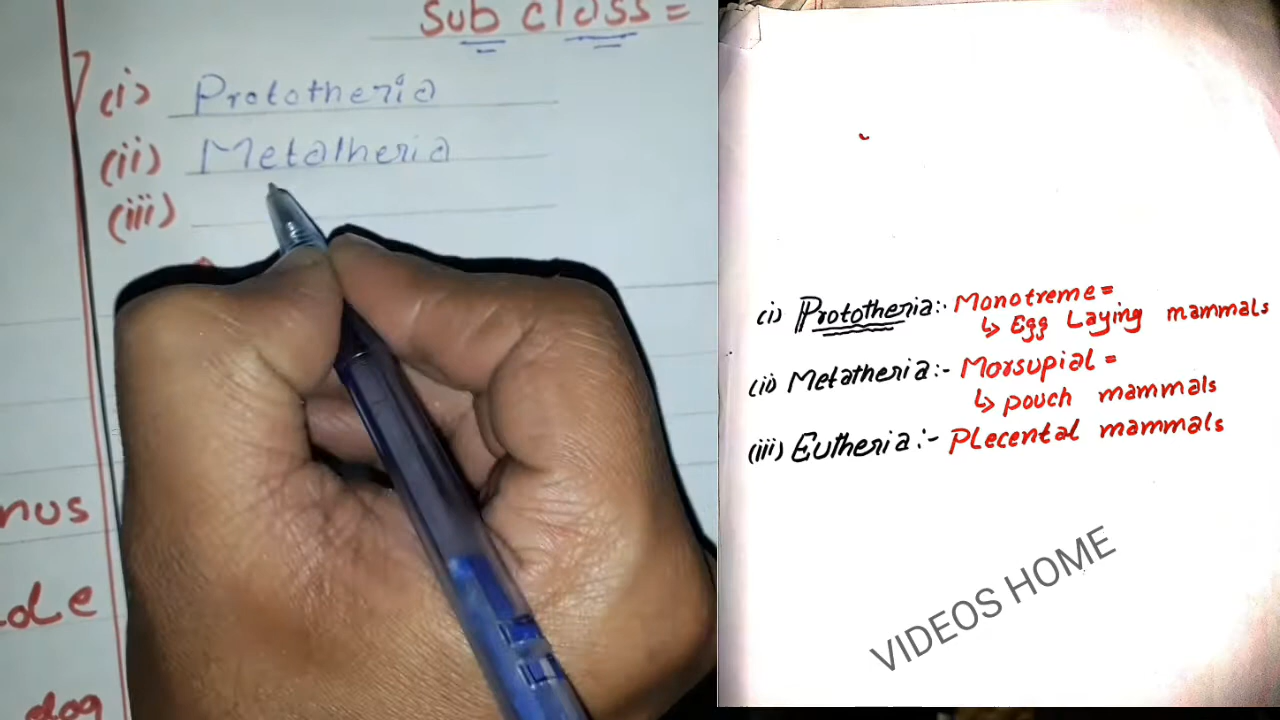 Sub class =
(i) Prototheria
(ii) Metatheria
(iii)
nus
de
dog
(i) Prototheria:- Monotreme =
↳ Egg Laying mammals
(ii) Metatheria:- Morsupial =
↳ pouch mammals
(iii) Eutheria:- Plecental mammals
VIDEOS HOME